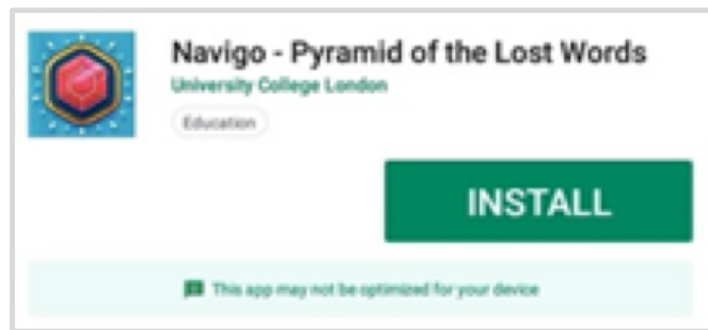 Navigo - Pyramid of the Lost Words
University College London
Education
INSTALL
This app may not be optimized for your device